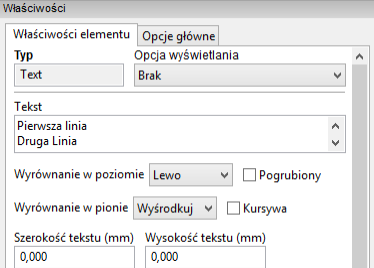 Właściwości
Właściwości elementu Opcje główne
Typ Opcja wyświetlania
Text Brak
Tekst
Pierwsza linia
Druga Linia
Wyrównanie w poziomie Lewo Pogrubiony
Wyrównanie w pionie Wyśrodkuj Kursywa
Szerokość tekstu (mm) Wysokość tekstu (mm)
0,000 0,000